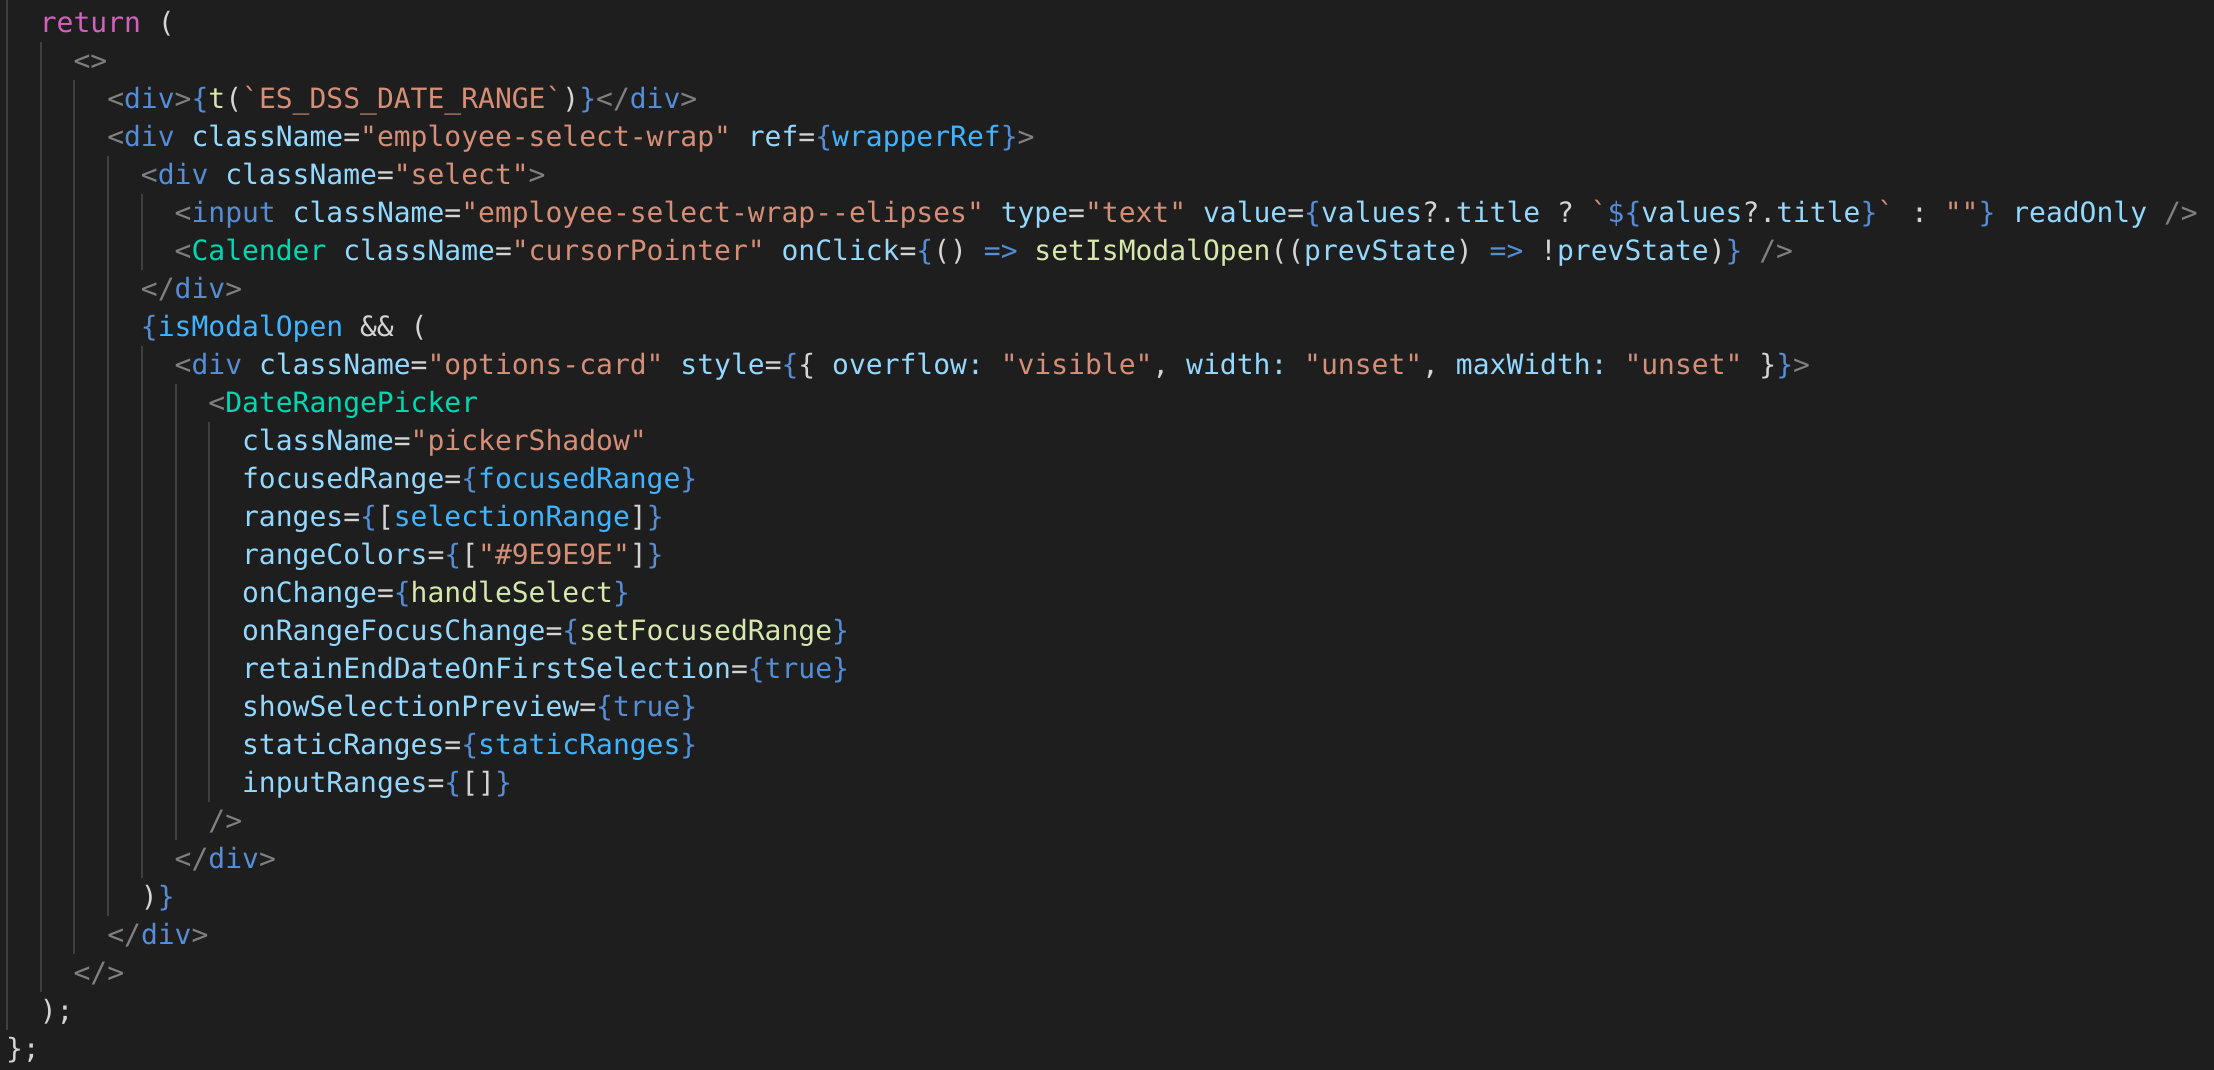 return (
<>
<div>{t(`ES_DSS_DATE_RANGE`)}</div>
<div className="employee-select-wrap" ref={wrapperRef}>
<div className="select">
<input className="employee-select-wrap--elipses" type="text" value={values?.title ? `${values?.title}` : ""} readOnly />
<Calender className="cursorPointer" onClick={() => setIsModalOpen((prevState) => !prevState)} />
</div>
{isModalOpen && (
<div className="options-card" style={{ overflow: "visible", width: "unset", maxWidth: "unset" }}>
<DateRangePicker
className="pickerShadow"
focusedRange={focusedRange}
ranges={[selectionRange]}
rangeColors={["#9E9E9E"]}
onChange={handleSelect}
onRangeFocusChange={setFocusedRange}
retainEndDateOnFirstSelection={true}
showSelectionPreview={true}
staticRanges={staticRanges}
inputRanges={[]}
/>
</div>
)}
</div>
</>
);
};